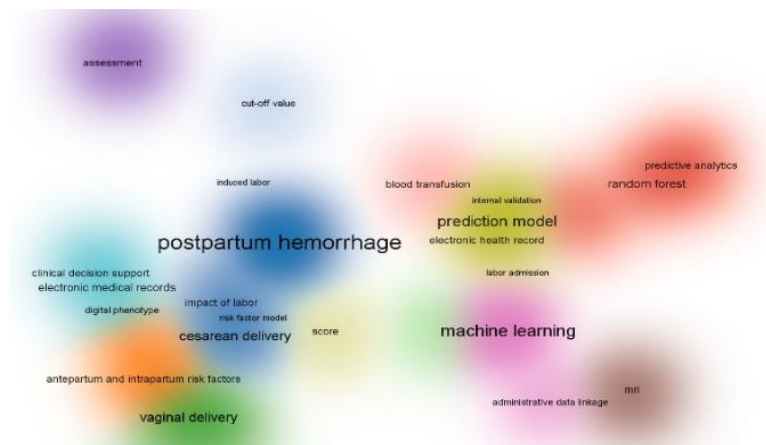 assessment
cut-off value
predictive analytics
induced labor
blood transfusion
random forest
internal validation
prediction model
postpartum hemorrhage
electronic health record
clinical decision support
labor admission
electronic medical records
digital phenotype
impact of labor
risk factor model
cesarean delivery
score
machine learning
antepartum and intrapartum risk factors
mri
administrative data linkage
vaginal delivery